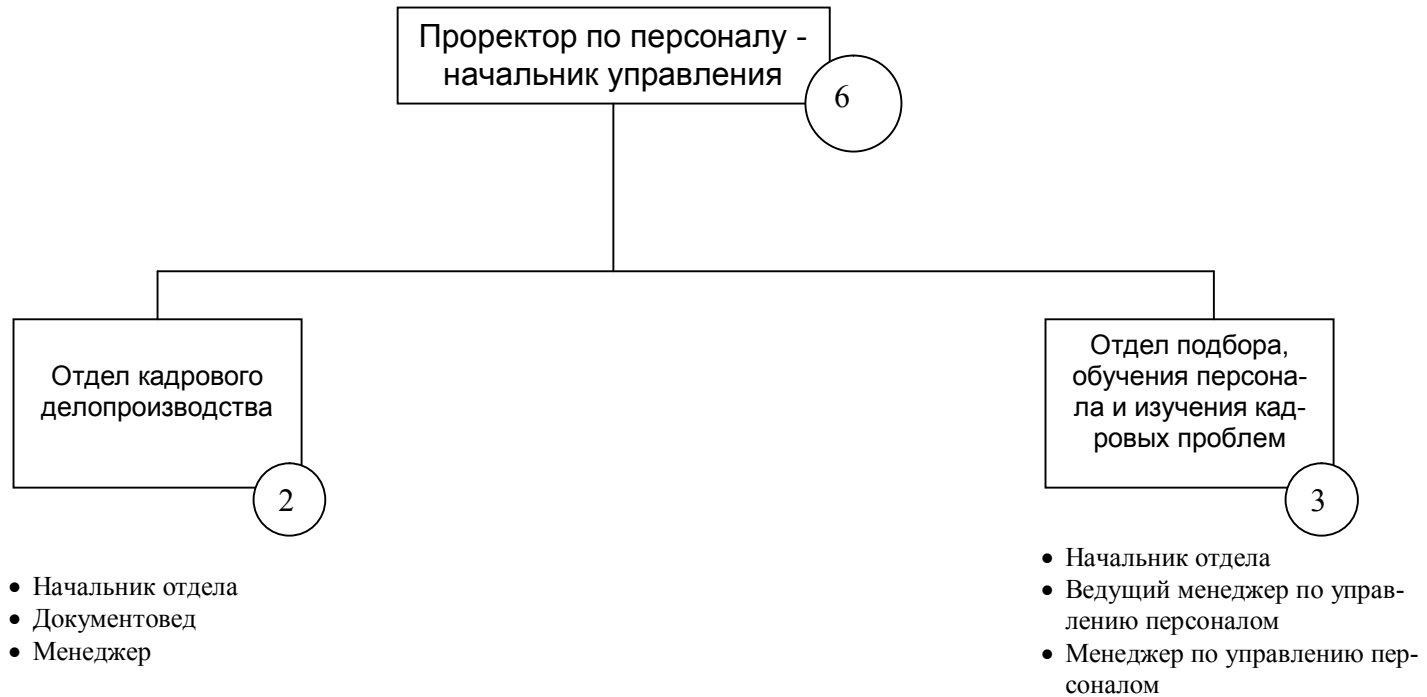 Проректор по персоналу -
начальник управления
6
Отдел кадрового
делопроизводства
2
• Начальник отдела
• Документовед
• Менеджер
Отдел подбора,
обучения персона-
ла и изучения кад-
ровых проблем
3
• Начальник отдела
• Ведущий менеджер по управ-
лению персоналом
• Менеджер по управлению пер-
соналом